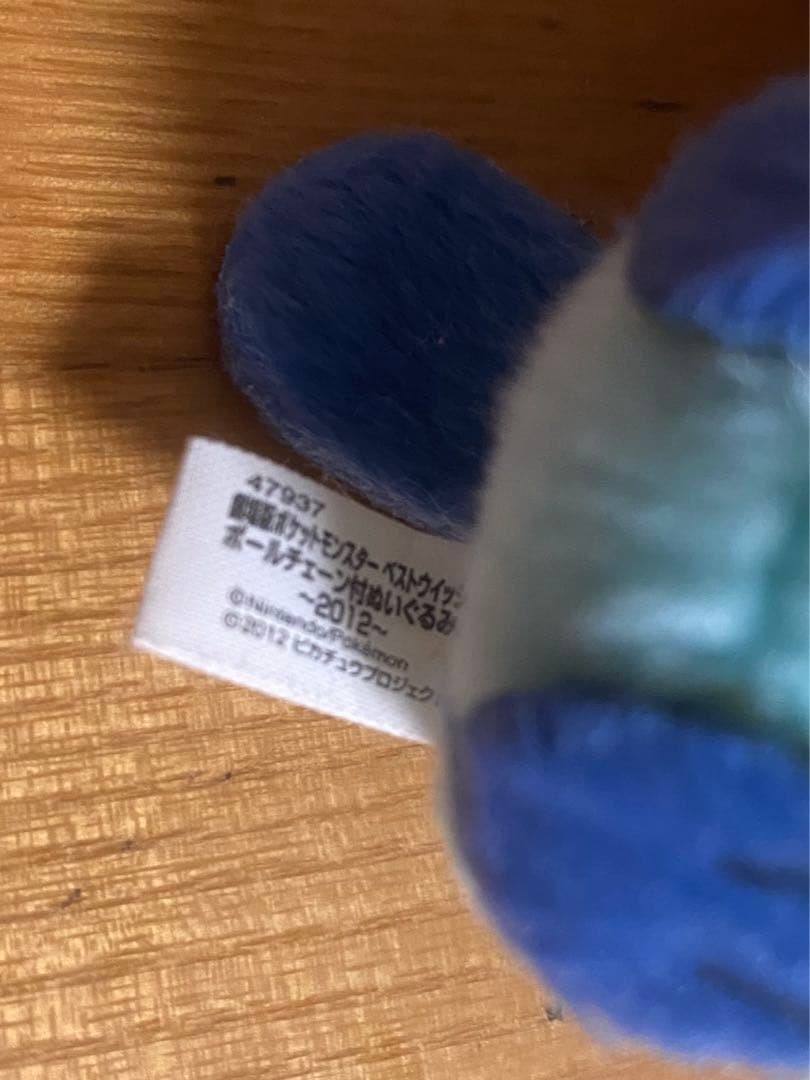 47937
劇場版ポケットモンスター ベストウイッシ
ボールチェーン付ぬいぐるみ
～2012～
©Nintendo/Pokémon
©2012 ピカチュウプロジェク